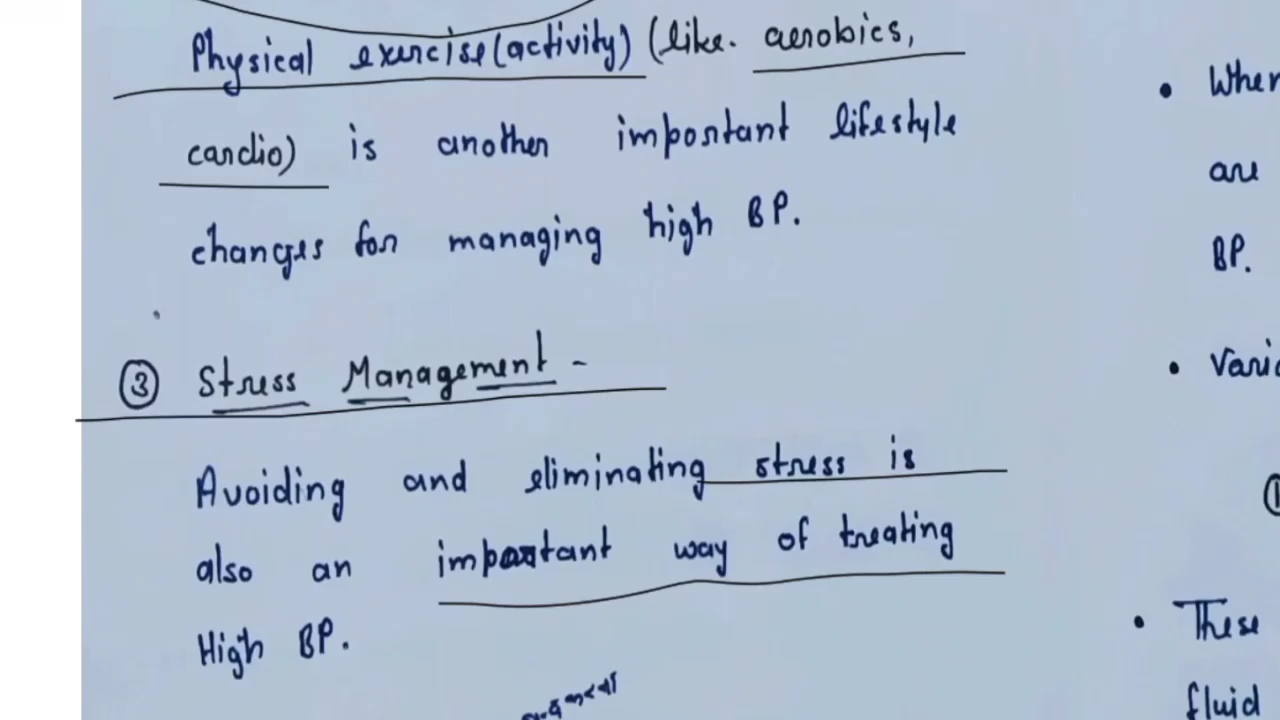 Physical exercise(activity) (like. aerobics,
cardio) is another important lifestyle
changes for managing high BP.
③ Stress Management -
Avoiding and eliminating stress is
also an important way of treating
High BP.
• When
are
BP.
•
①
• These
fluid